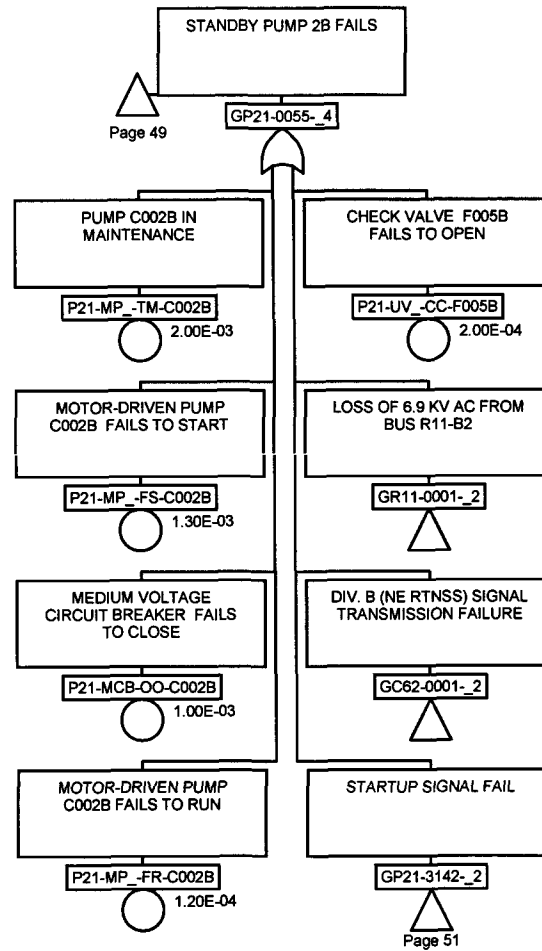 STANDBY PUMP 2B FAILS
Page 49
GP21-0055-_4
PUMP C002B IN
MAINTENANCE
P21-MP_-TM-C002B
2.00E-03
CHECK VALVE F005B
FAILS TO OPEN
P21-UV_-CC-F005B
2.00E-04
MOTOR-DRIVEN PUMP
C002B FAILS TO START
P21-MP_-FS-C002B
1.30E-03
LOSS OF 6.9 KV AC FROM
BUS R11-B2
GR11-0001-_2
MEDIUM VOLTAGE
CIRCUIT BREAKER FAILS
TO CLOSE
P21-MCB-OO-C002B
1.00E-03
DIV. B (NE RTNSS) SIGNAL
TRANSMISSION FAILURE
GC62-0001-_2
MOTOR-DRIVEN PUMP
C002B FAILS TO RUN
P21-MP_-FR-C002B
1.20E-04
STARTUP SIGNAL FAIL
GP21-3142-_2
Page 51